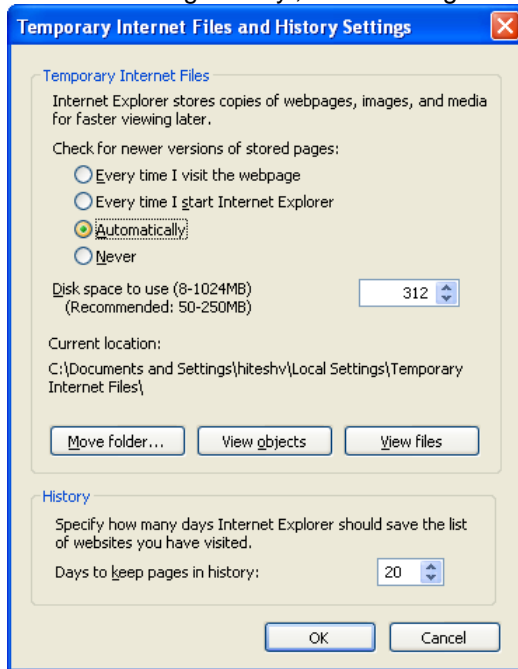 Temporary Internet Files and History Settings
Temporary Internet Files
Internet Explorer stores copies of webpages, images, and media
for faster viewing later.
Check for newer versions of stored pages:
Every time I visit the webpage
Every time I start Internet Explorer
Automatically
Never
Disk space to use (8-1024MB)
(Recommended: 50-250MB)
312
Current location:
C:\Documents and Settings\hiteshv\Local Settings\Temporary
Internet Files\
Move folder... View objects View files
History
Specify how many days Internet Explorer should save the list
of websites you have visited.
Days to keep pages in history: 20
OK Cancel